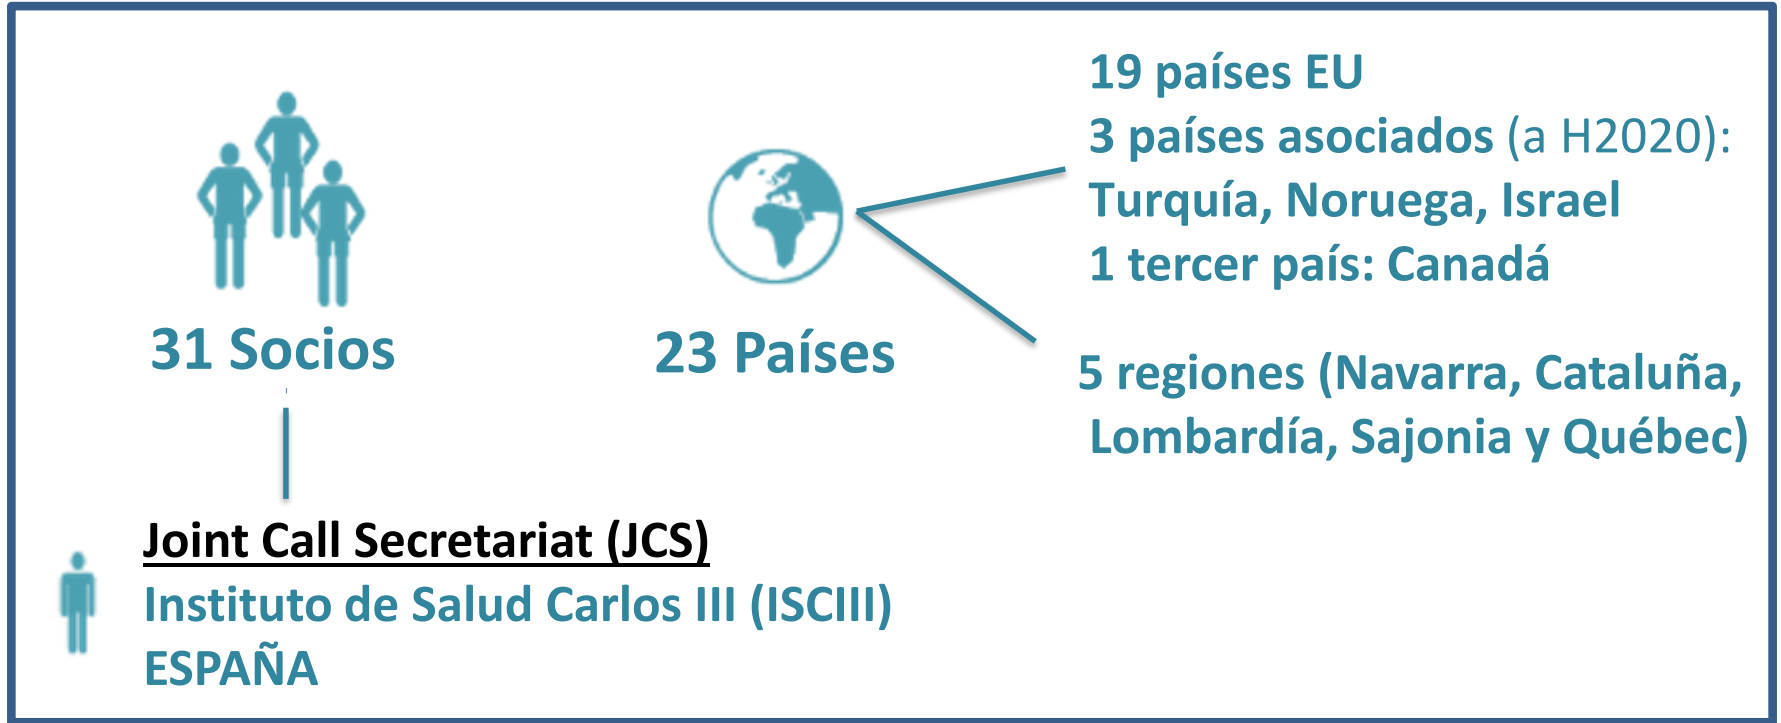 31 Socios
23 Países
19 países EU
3 países asociados (a H2020):
Turquía, Noruega, Israel
1 tercer país: Canadá
5 regiones (Navarra, Cataluña,
Lombardía, Sajonia y Québec)
Joint Call Secretariat (JCS)
Instituto de Salud Carlos III (ISCIII)
ESPAÑA